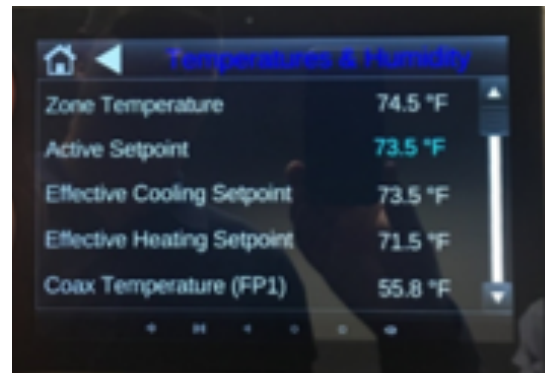 Temperatures & Humidity
Zone Temperature 74.5 °F
Active Setpoint 73.5 °F
Effective Cooling Setpoint 73.5 °F
Effective Heating Setpoint 71.5 °F
Coax Temperature (FP1) 55.8 °F